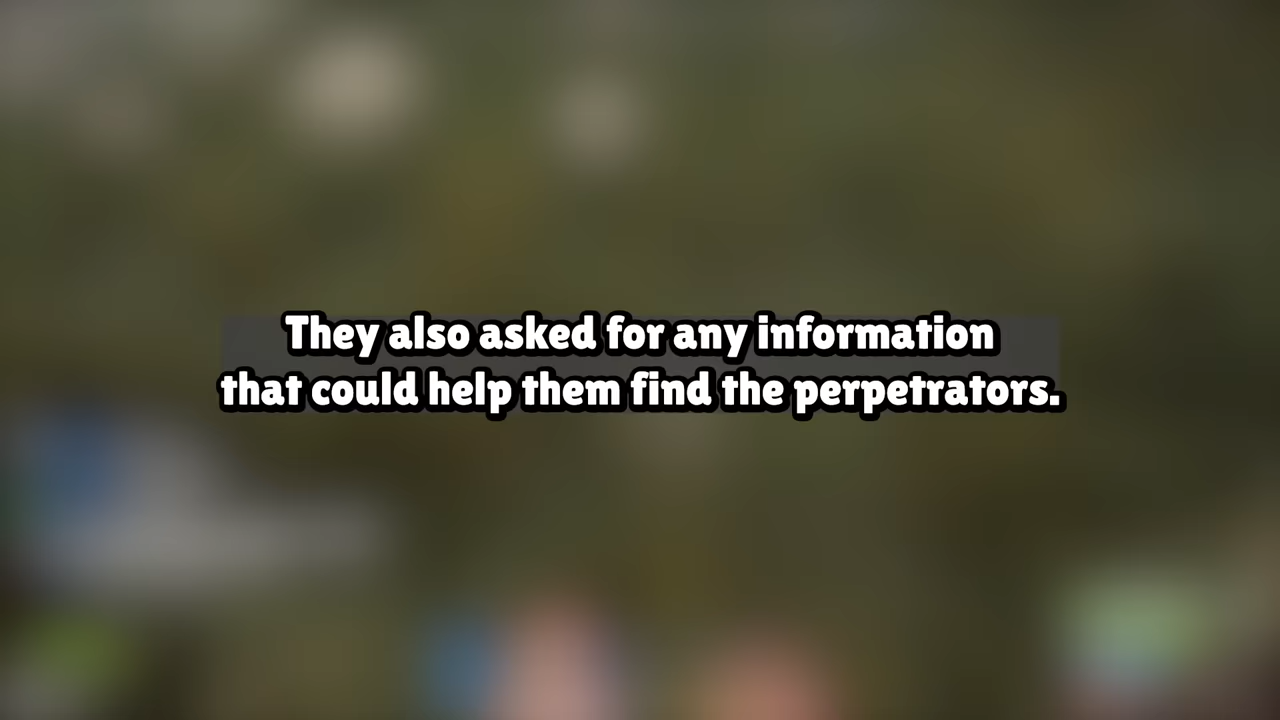 They also asked for any information
that could help them find the perpetrators.